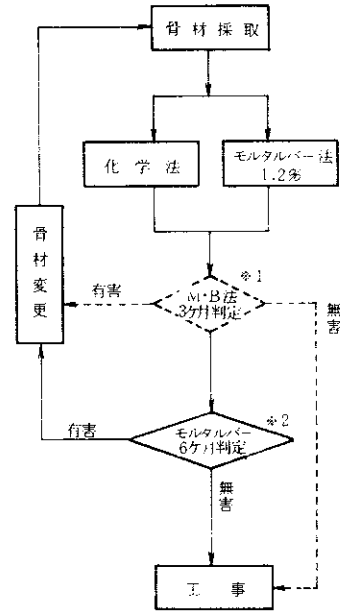 骨材採取
化学法
モルタルバー法
1.2%
骨材変更
※1
有害
M・B法
3ケ月判定
無害
※2
有害
モルタルバー
6ケ月判定
無害
工事